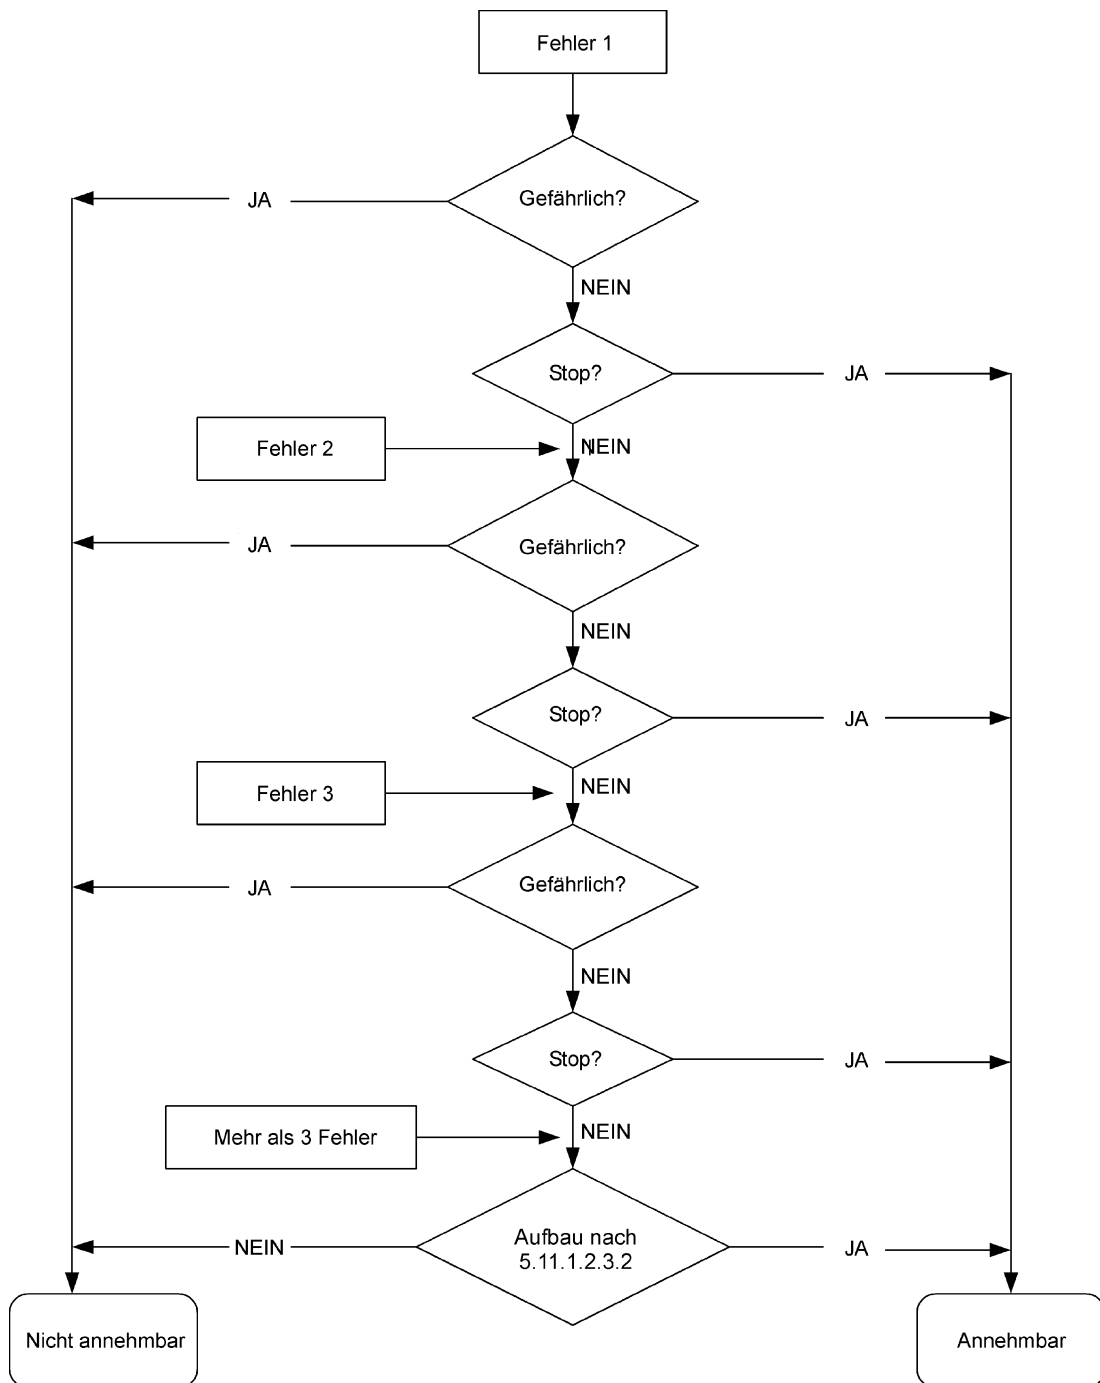 Fehler 1
Gefährlich?
JA
NEIN
Stop?
JA
Fehler 2
NEIN
Gefährlich?
JA
NEIN
Stop?
JA
Fehler 3
NEIN
Gefährlich?
JA
NEIN
Stop?
JA
Mehr als 3 Fehler
NEIN
Aufbau nach
5.11.1.2.3.2
NEIN
JA
Nicht annehmbar
Annehmbar